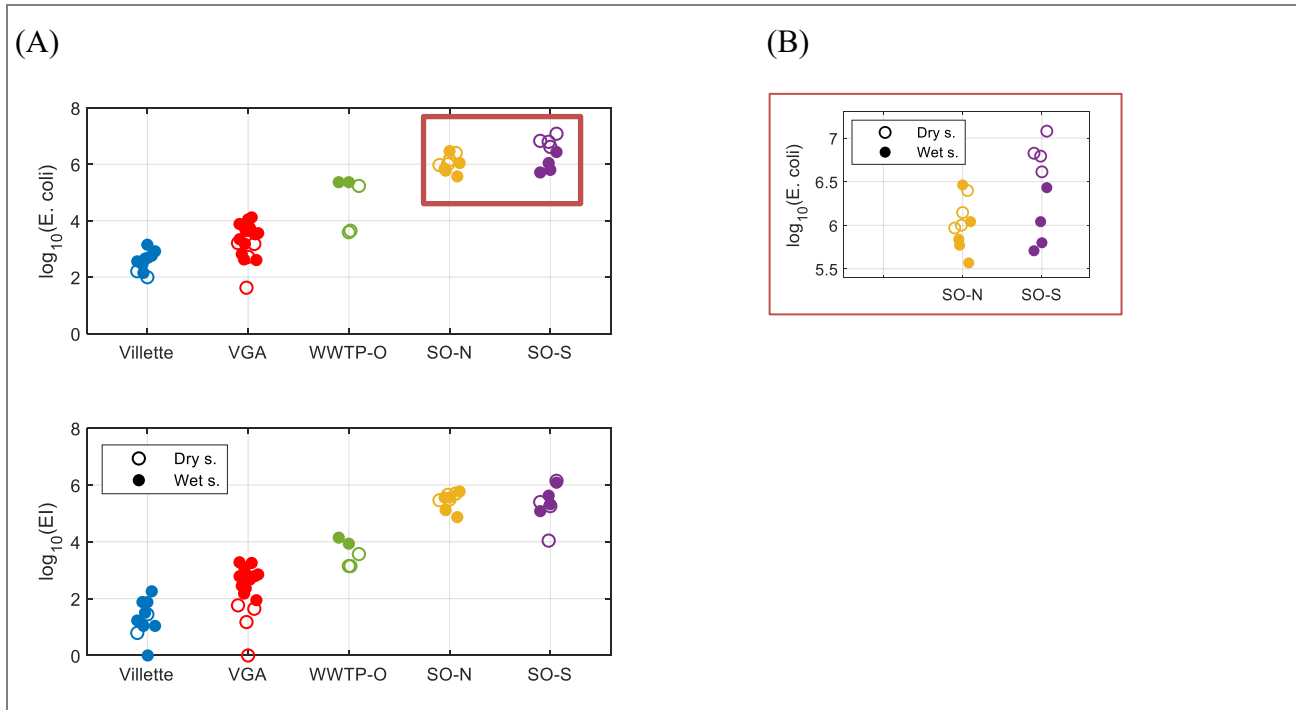 (A)
(B)
log10(E. coli)
8
6
4
2
0
Villette VGA WWTP-O SO-N SO-S
Dry s.
Wet s.
log10(E. coli)
7
6.5
6
5.5
SO-N SO-S
log10(EI)
8
6
4
2
0
Dry s.
Wet s.
Villette VGA WWTP-O SO-N SO-S